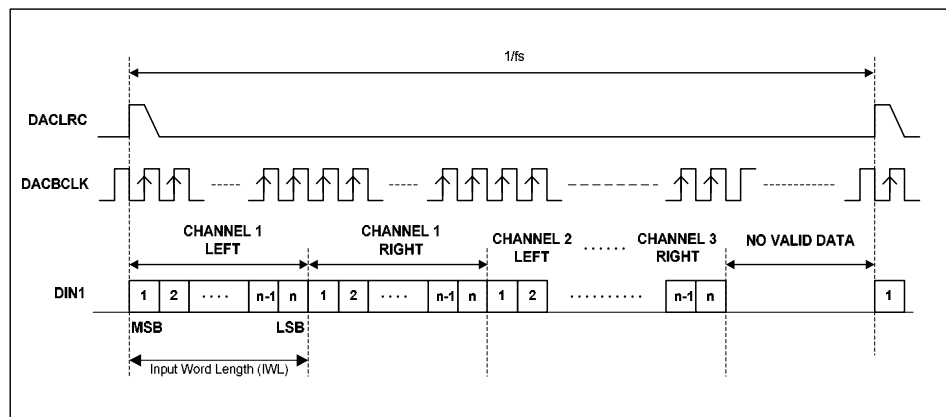 1/fs
DACLRC
DACBCLK
CHANNEL 1
LEFT
CHANNEL 1
RIGHT
CHANNEL 2
LEFT
CHANNEL 3
RIGHT
NO VALID DATA
DIN1
1 2 n-1 n 1 2 n-1 n 1 2 n-1 n 1
MSB LSB
Input Word Length (IWL)